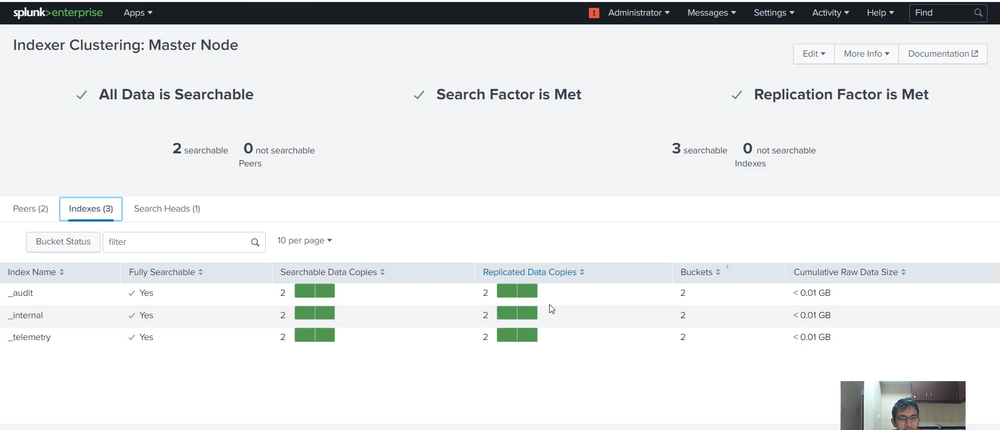 splunk>enterprise Apps Administrator Messages Settings Activity Help Find
Indexer Clustering: Master Node
Edit More Info Documentation
All Data is Searchable Search Factor is Met Replication Factor is Met
2 searchable 0 not searchable 3 searchable 0 not searchable
Peers Indexes
Peers (2) Indexes (3) Search Heads (1)
Bucket Status filter 10 per page
Index Name Fully Searchable Searchable Data Copies Replicated Data Copies Buckets ? Cumulative Raw Data Size
_audit Yes 2 2 2 < 0.01 GB
_internal Yes 2 2 2 < 0.01 GB
_telemetry Yes 2 2 2 < 0.01 GB